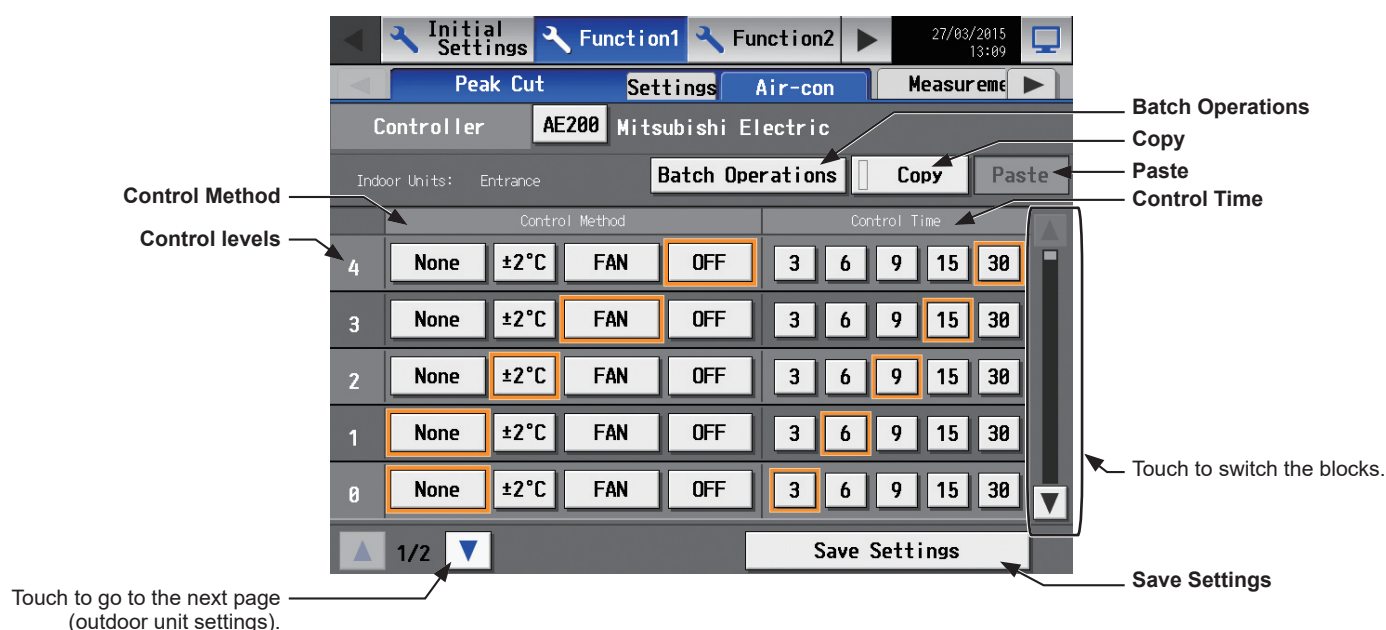 Initial
Settings
Function1
Function2
27/03/2015
13:09
Peak Cut
Settings
Air-con
Measureme
Controller
AE200
Mitsubishi Electric
Indoor Units: Entrance
Batch Operations
Copy
Paste
Control Method
Control Time
4 None ±2°C FAN OFF 3 6 9 15 30
3 None ±2°C FAN OFF 3 6 9 15 30
2 None ±2°C FAN OFF 3 6 9 15 30
1 None ±2°C FAN OFF 3 6 9 15 30
0 None ±2°C FAN OFF 3 6 9 15 30
1/2
Save Settings
Control Method
Control levels
Touch to go to the next page
(outdoor unit settings).
Batch Operations
Copy
Paste
Control Time
Touch to switch the blocks.
Save Settings